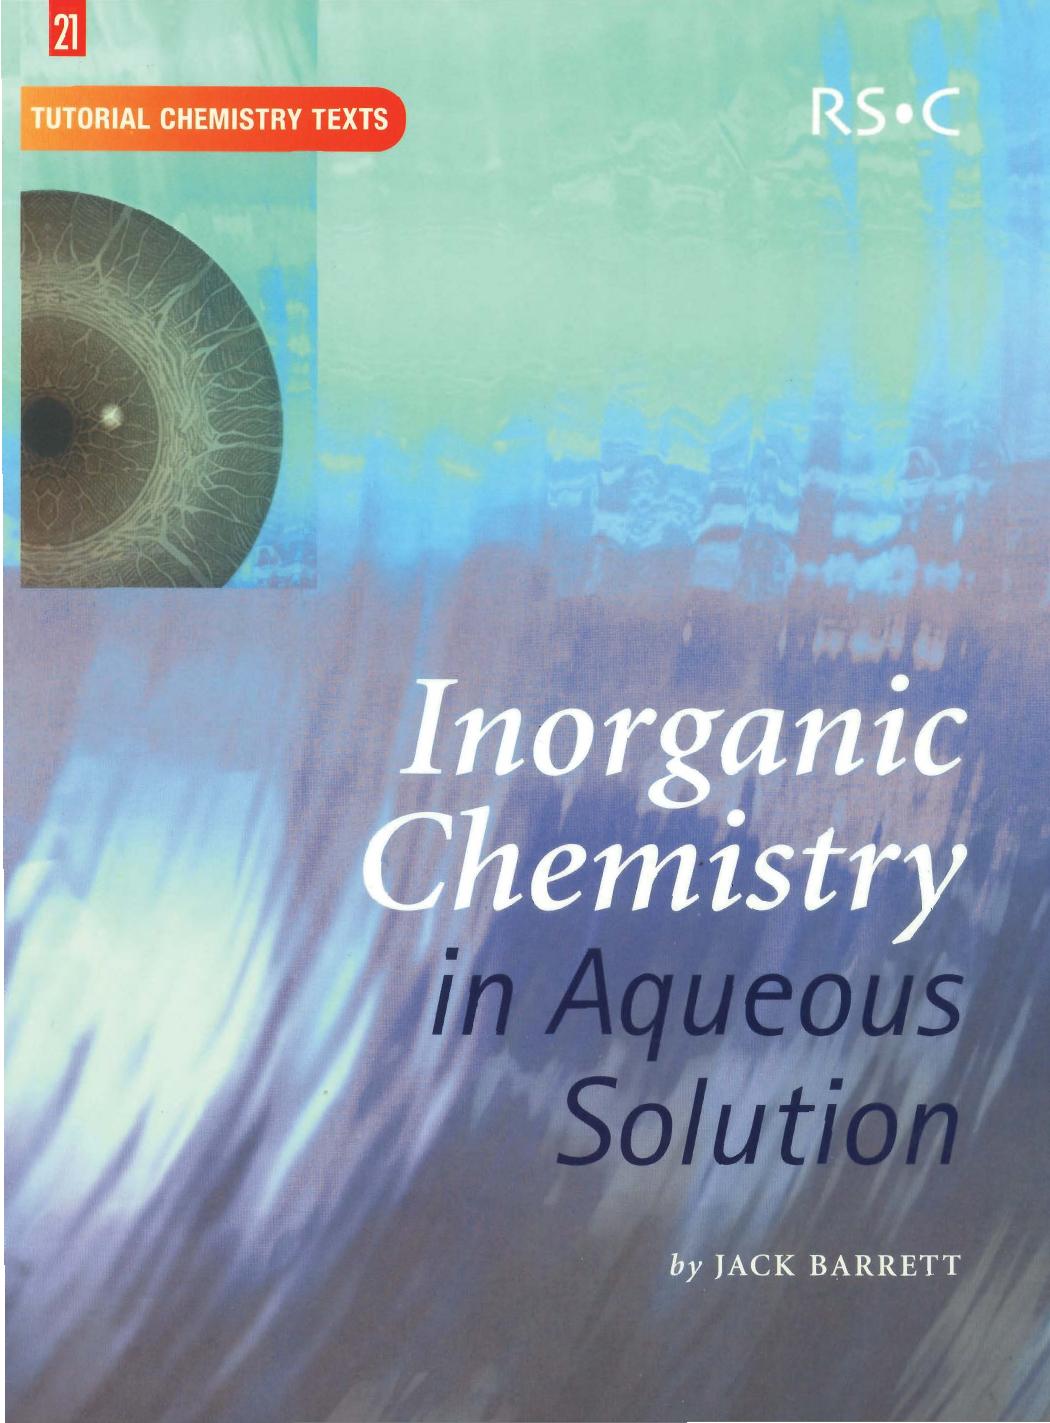 21
TUTORIAL CHEMISTRY TEXTS
RS•C
Inorganic
Chemistry
in Aqueous
Solution
by JACK BARRETT